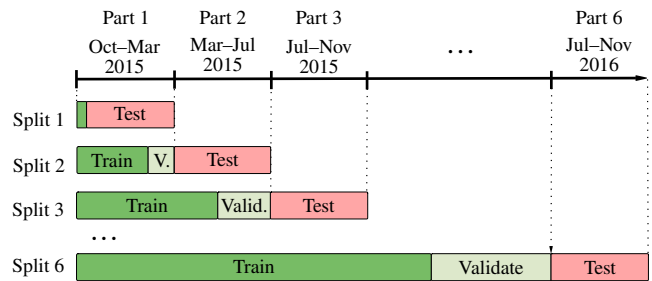 Part 1 Part 2 Part 3 Part 6
Oct–Mar Mar–Jul Jul–Nov ... Jul–Nov
2015 2015 2015 2016
Split 1 Test
Split 2 Train V. Test
Split 3 Train Valid. Test
...
Split 6 Train Validate Test